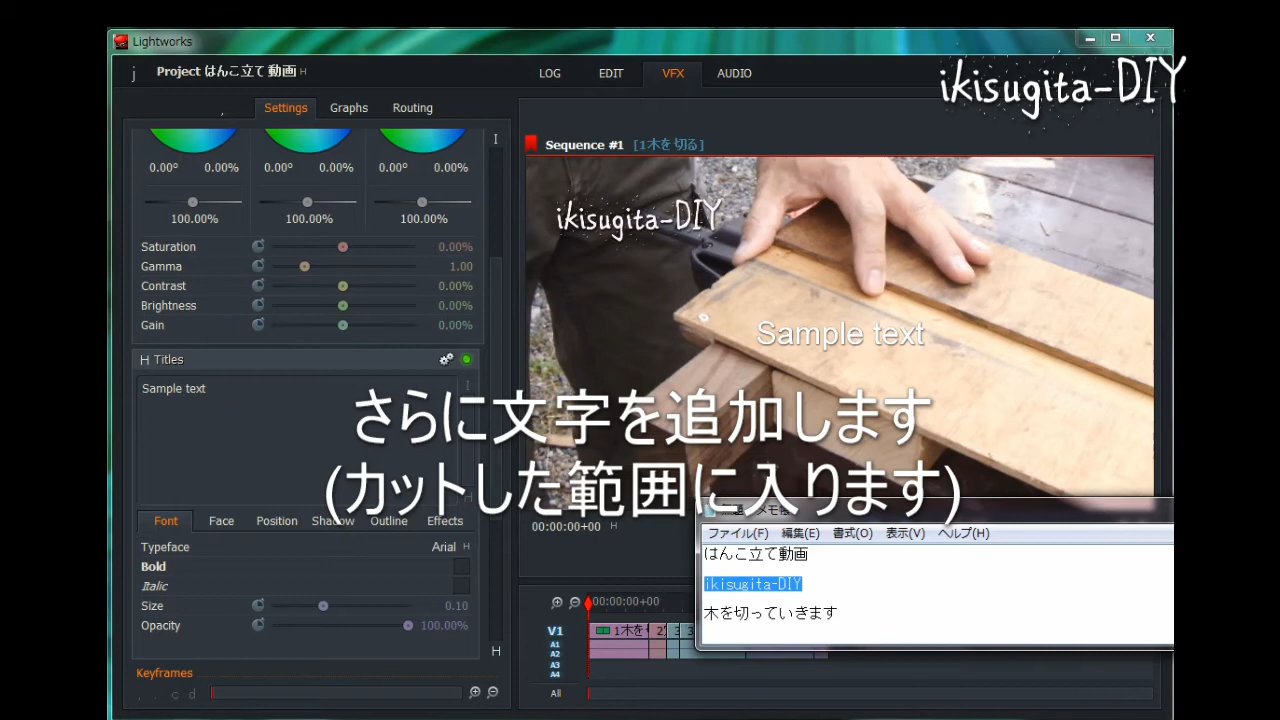 Lightworks
Project はんこ立て動画
LOG EDIT VFX AUDIO
ikisugita-DIY
Settings Graphs Routing
0.00° 0.00% 0.00° 0.00% 0.00° 0.00%
100.00% 100.00% 100.00%
Saturation 0.00%
Gamma 1.00
Contrast 0.00%
Brightness 0.00%
Gain 0.00%
Titles
Sample text
Font Face Position Shadow Outline Effects
Typeface Arial
Bold
Italic
Size 0.10
Opacity 100.00%
Keyframes
Sequence #1 [1木を切る]
ikisugita-DIY
Sample text
さらに文字を追加します
(カットした範囲に入ります)
00:00:00+00
ファイル(F) 編集(E) 書式(O) 表示(V) ヘルプ(H)
はんこ立て動画
ikisugita-DIY
木を切っていきます
00:00:00+00
V1 1木を
A1
A2
A3
A4
All